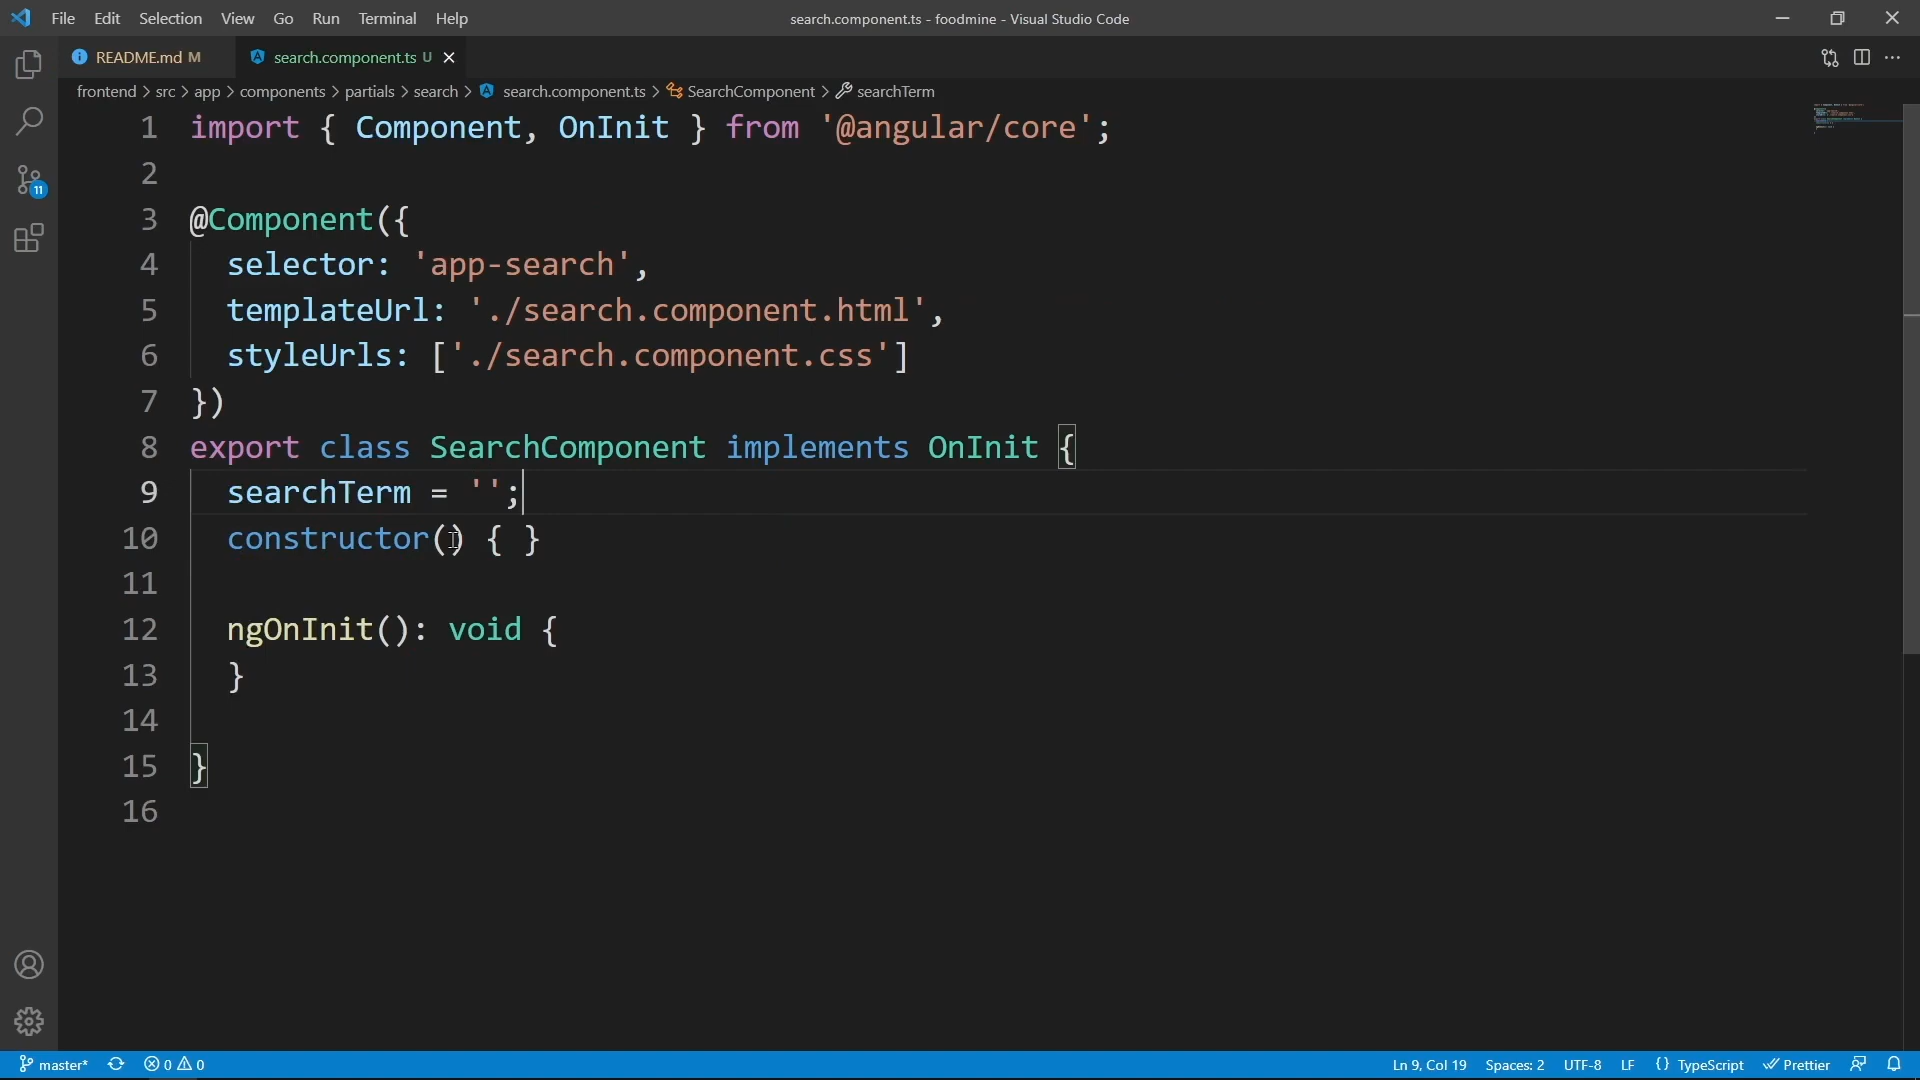 File Edit Selection View Go Run Terminal Help search.component.ts - foodmine - Visual Studio Code
README.md M search.component.ts U
frontend > src > app > components > partials > search > search.component.ts > SearchComponent > searchTerm
1 import { Component, OnInit } from '@angular/core';
2
3 @Component({
4 selector: 'app-search',
5 templateUrl: './search.component.html',
6 styleUrls: ['./search.component.css']
7 })
8 export class SearchComponent implements OnInit {
9 searchTerm = '';
10 constructor() { }
11
12 ngOnInit(): void {
13 }
14
15 }
16
11
master* 0 0 Ln 9, Col 19 Spaces: 2 UTF-8 LF {} TypeScript Prettier